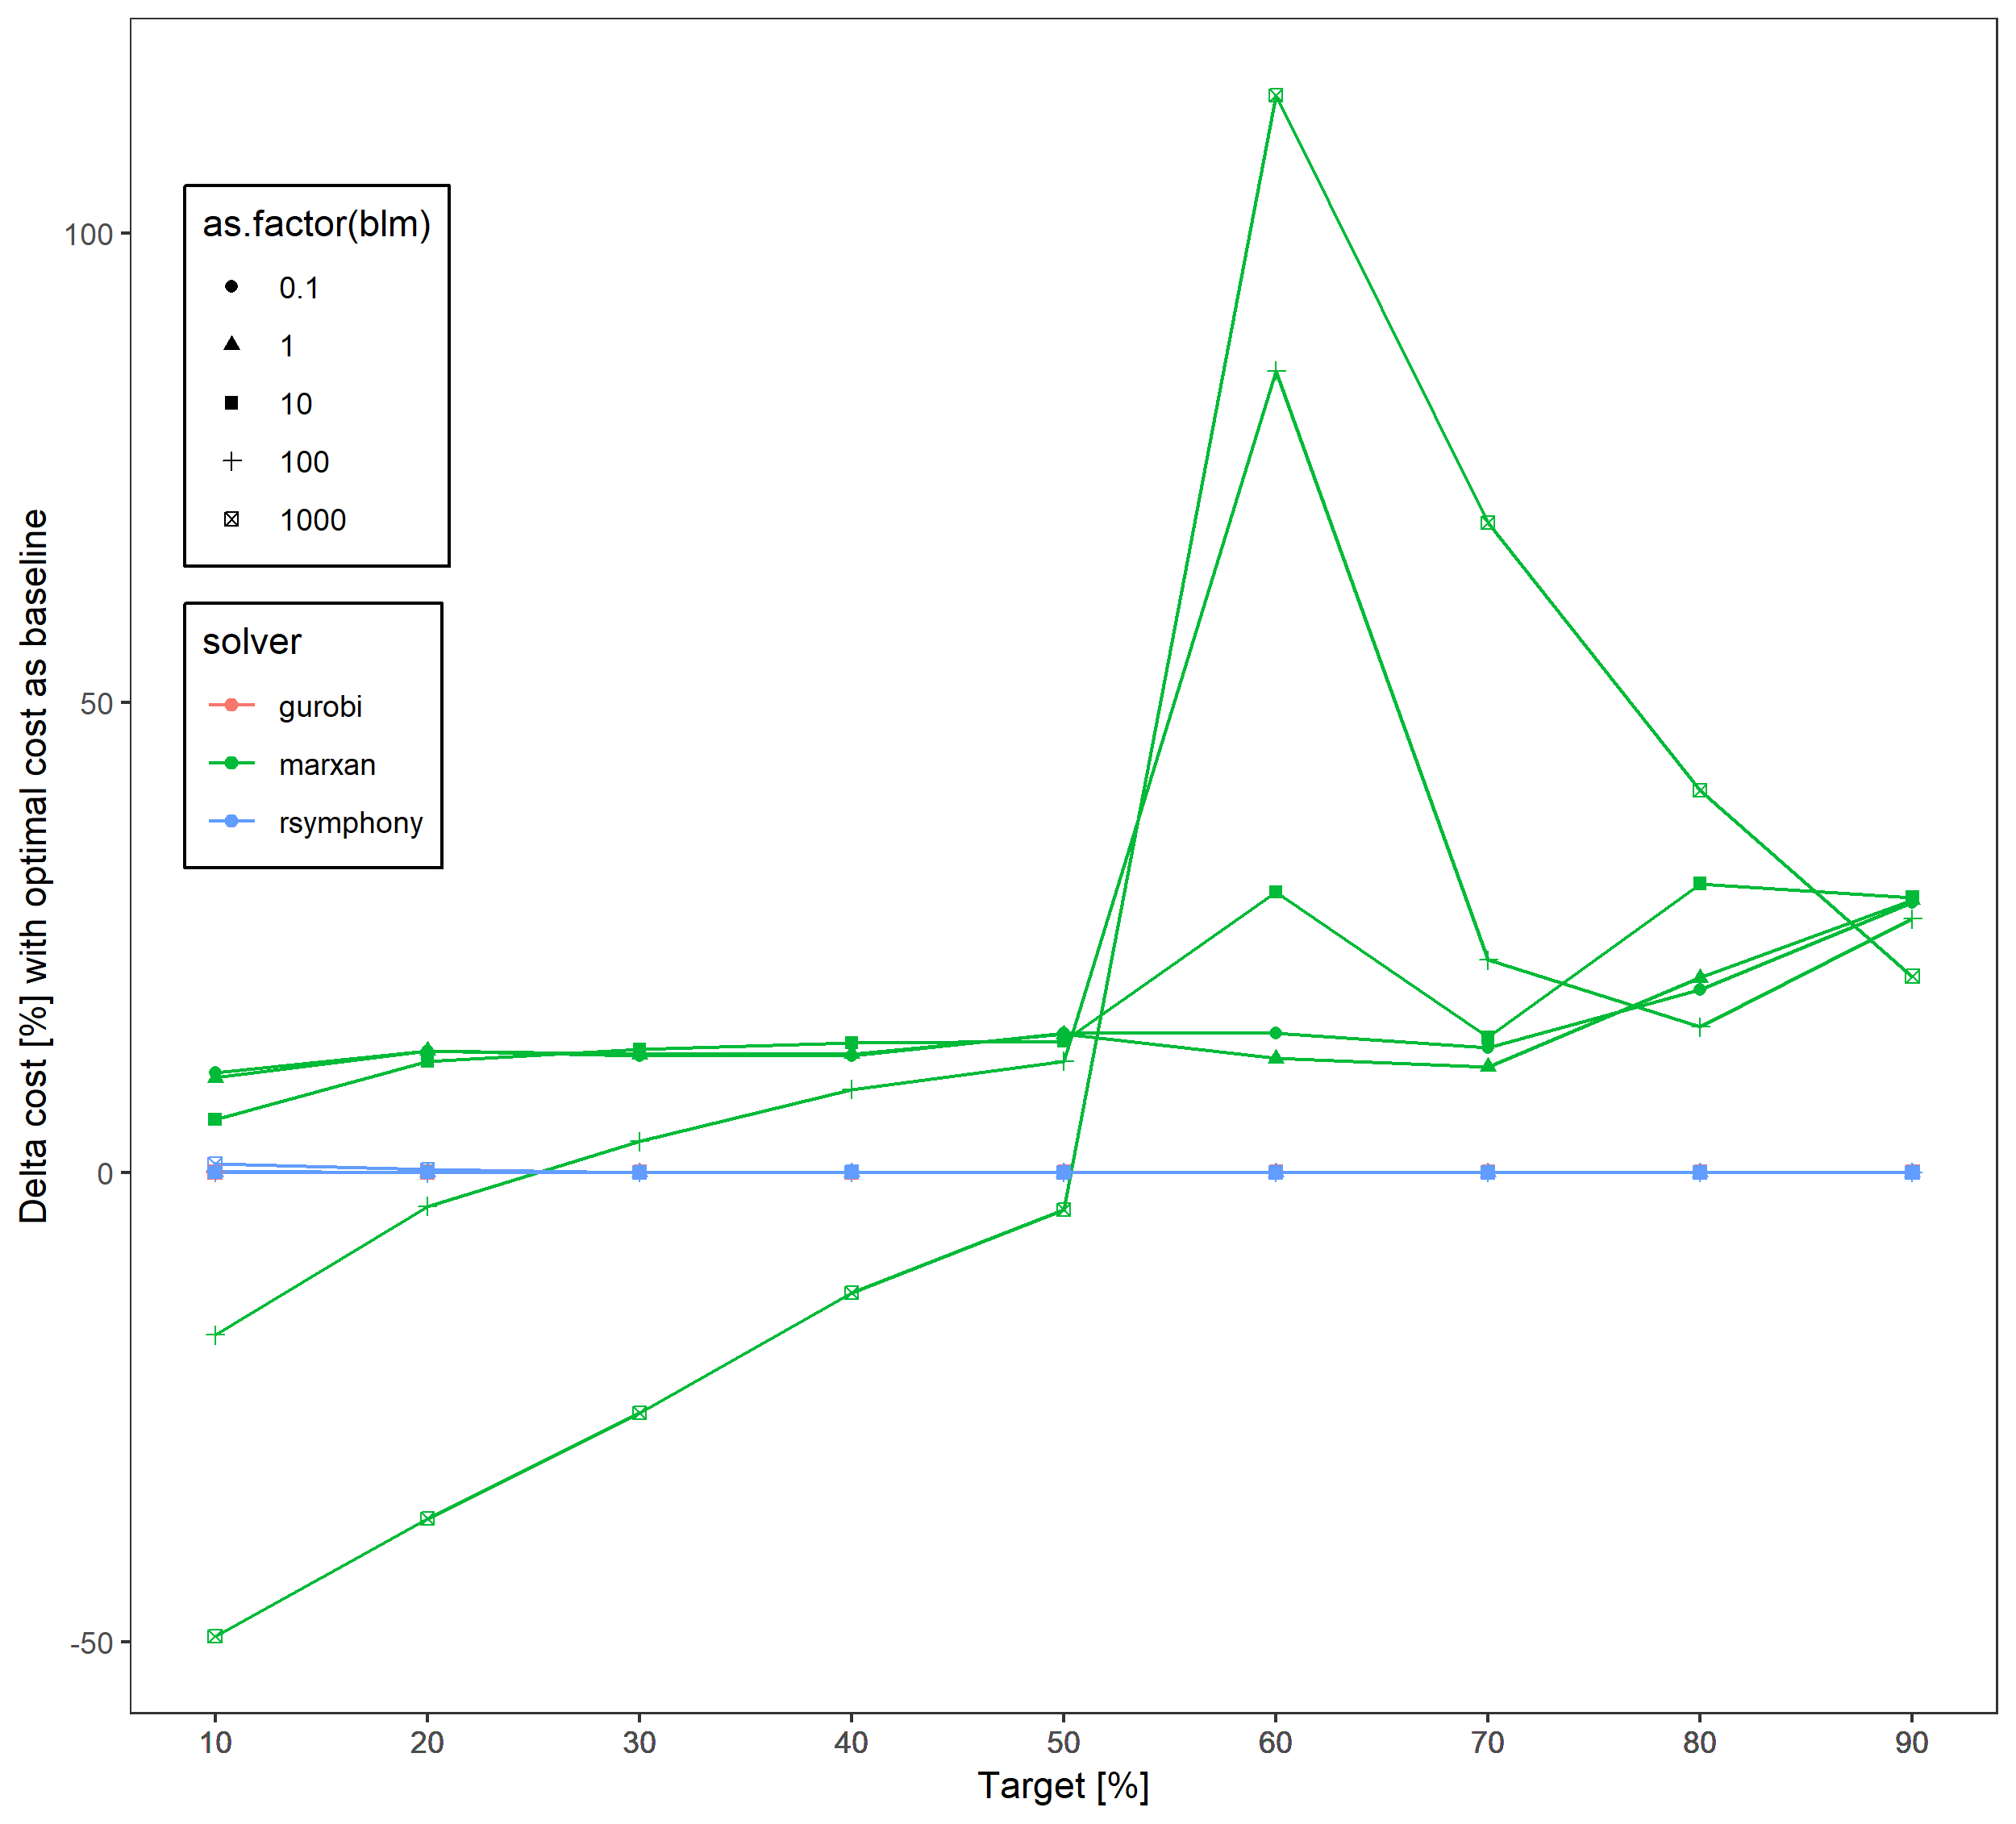 as.factor(blm)
0.1
1
10
100
1000
solver
gurobi
marxan
rsymphony
Delta cost [%] with optimal cost as baseline
100
50
0
-50
10 20 30 40 50 60 70 80 90
Target [%]